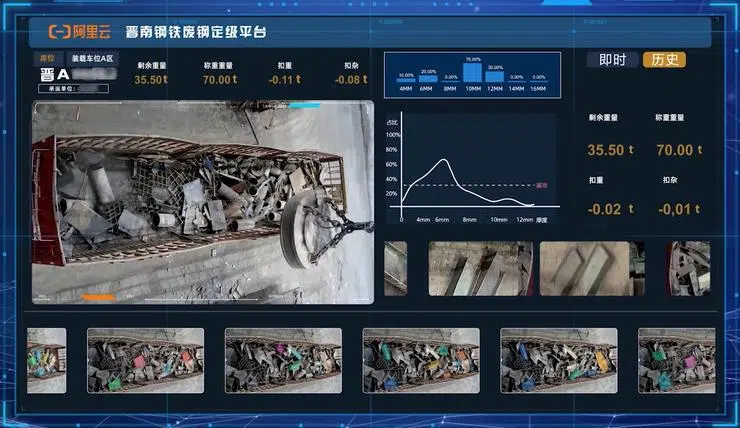 阿里云 晋南钢铁废钢定级平台
库位 装载车位A区
晋A
承运单位:
剩余重量 称重重量 扣重 扣杂
35.50 t 70.00 t -0.11 t -0.08 t
70.00%
10.00% 20.00% 0.00% 30.00% 0.00% 0.00%
4MM 6MM 8MM 10MM 12MM 14MM 16MM
占比
100%
80%
60%
40%
20%
基准
0 4mm 6mm 8mm 10mm 12mm 厚度
即时 历史
剩余重量 称重重量
35.50 t 70.00 t
扣重 扣杂
-0.02 t -0,01 t